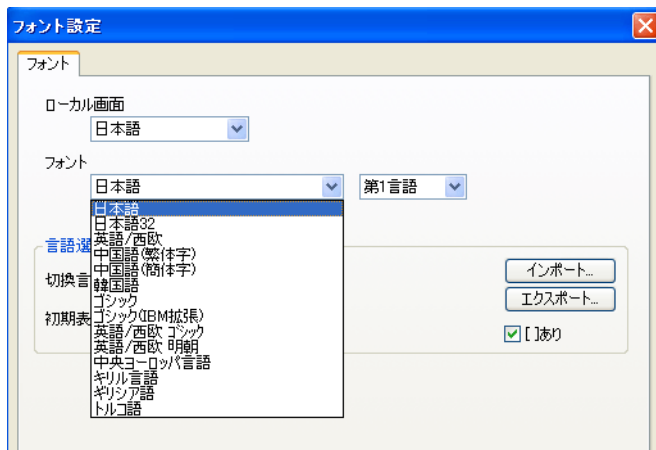 フォント設定
フォント
ローカル画面
日本語
フォント
日本語
第1言語
日本語
日本語32
英語/西欧
中国語(繁体字)
中国語(簡体字)
韓国語
ゴシック
ゴシック(IBM拡張)
英語/西欧 ゴシック
英語/西欧 明朝
中央ヨーロッパ言語
キリル言語
ギリシア語
トルコ語
言語選
切換言
初期表
インポート...
エクスポート...
[ ]あり